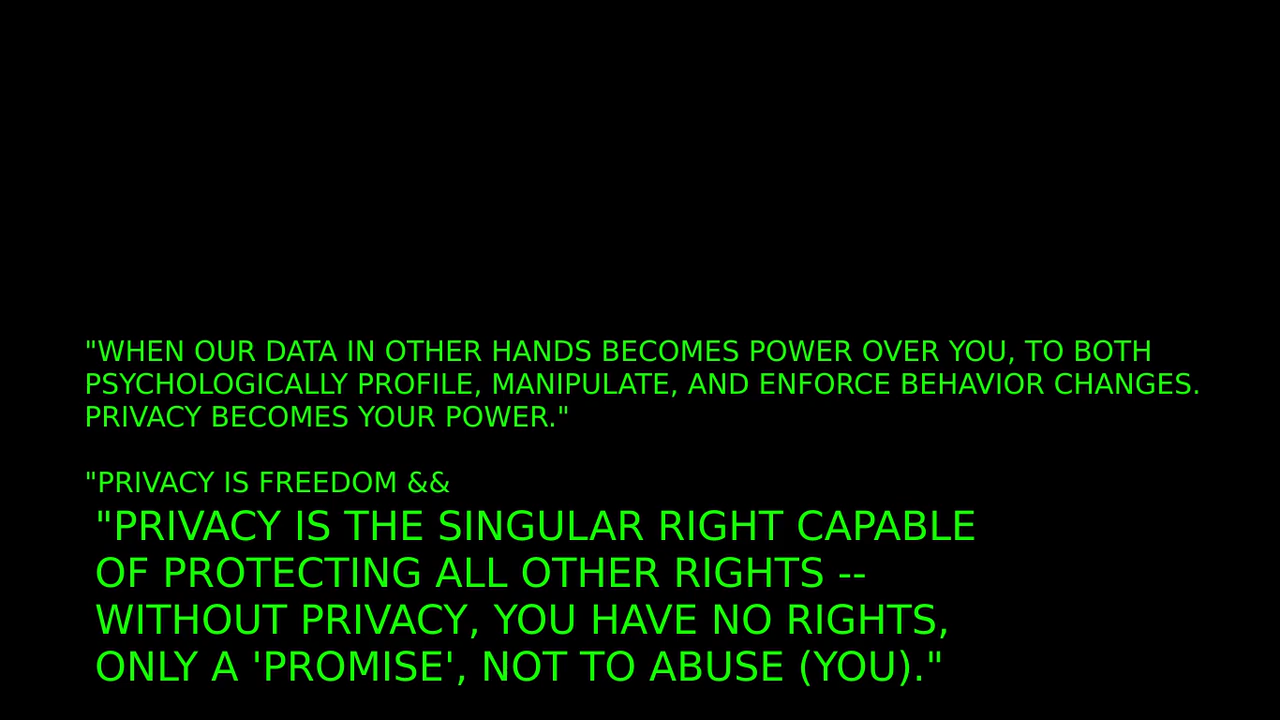 "WHEN OUR DATA IN OTHER HANDS BECOMES POWER OVER YOU, TO BOTH
PSYCHOLOGICALLY PROFILE, MANIPULATE, AND ENFORCE BEHAVIOR CHANGES.
PRIVACY BECOMES YOUR POWER."
"PRIVACY IS FREEDOM &&
"PRIVACY IS THE SINGULAR RIGHT CAPABLE
OF PROTECTING ALL OTHER RIGHTS --
WITHOUT PRIVACY, YOU HAVE NO RIGHTS,
ONLY A 'PROMISE', NOT TO ABUSE (YOU)."